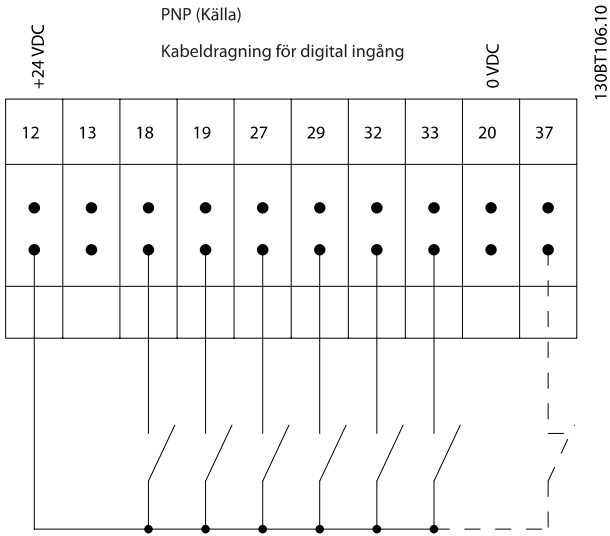 PNP (Källa)
Kabeldragning för digital ingång
+24 VDC
0 VDC
130BT106.10
12 13 18 19 27 29 32 33 20 37